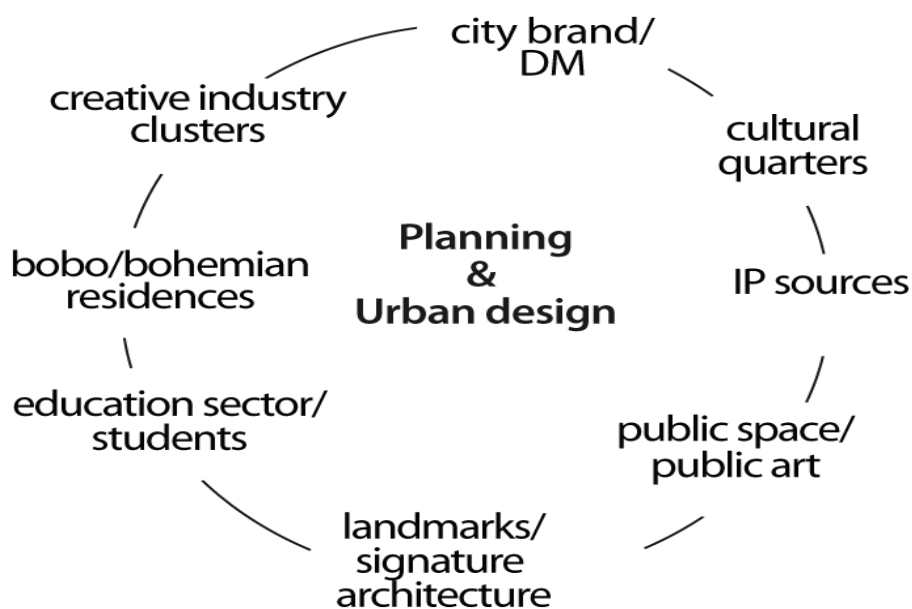 city brand/
DM
creative industry
clusters
cultural
quarters
Planning
&
Urban design
bobo/bohemian
residences
IP sources
education sector/
students
public space/
public art
landmarks/
signature
architecture